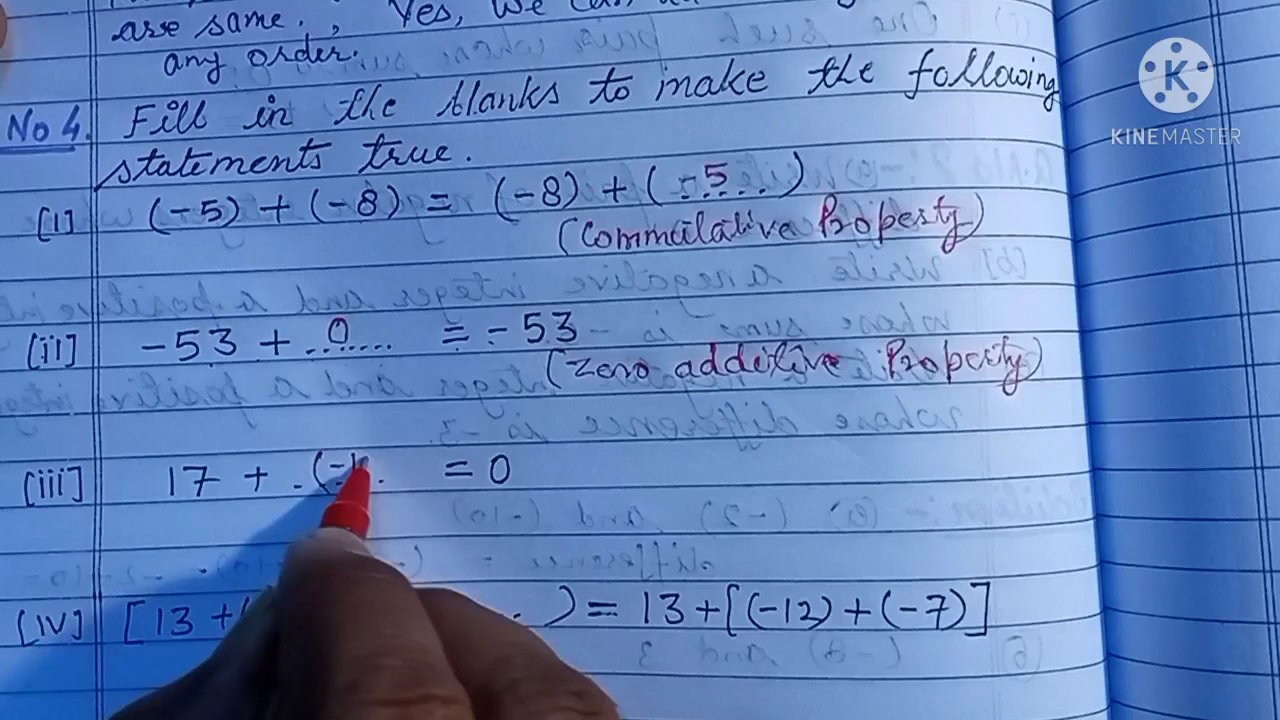 are same., Yes, we can
any order.
No 4. Fill in the blanks to make the following
statements true.
[i] (-5) + (-8) = (-8) + (-5...)
(Commutative Property)
[ii] -53 + ..0.... = -53
(Zero additive Property)
[iii] 17 + .(-1 . = 0
[iv] [13 + ( . ) = 13+[(-12)+(-7)]
K
KINEMASTER